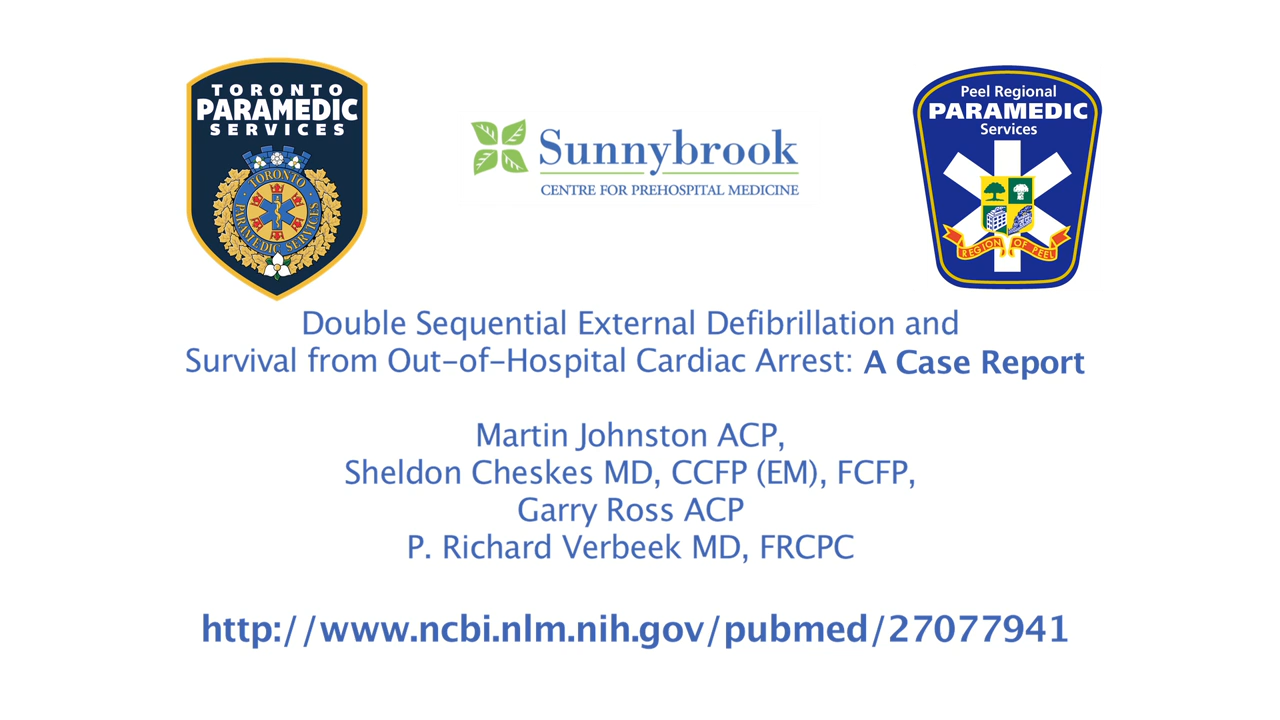 TORONTO
PARAMEDIC
SERVICES
TORONTO
PARAMEDIC SERVICES
Sunnybrook
CENTRE FOR PREHOSPITAL MEDICINE
Peel Regional
PARAMEDIC
Services
REGION OF PEEL
Double Sequential External Defibrillation and
Survival from Out-of-Hospital Cardiac Arrest: A Case Report
Martin Johnston ACP,
Sheldon Cheskes MD, CCFP (EM), FCFP,
Garry Ross ACP
P. Richard Verbeek MD, FRCPC
http://www.ncbi.nlm.nih.gov/pubmed/27077941